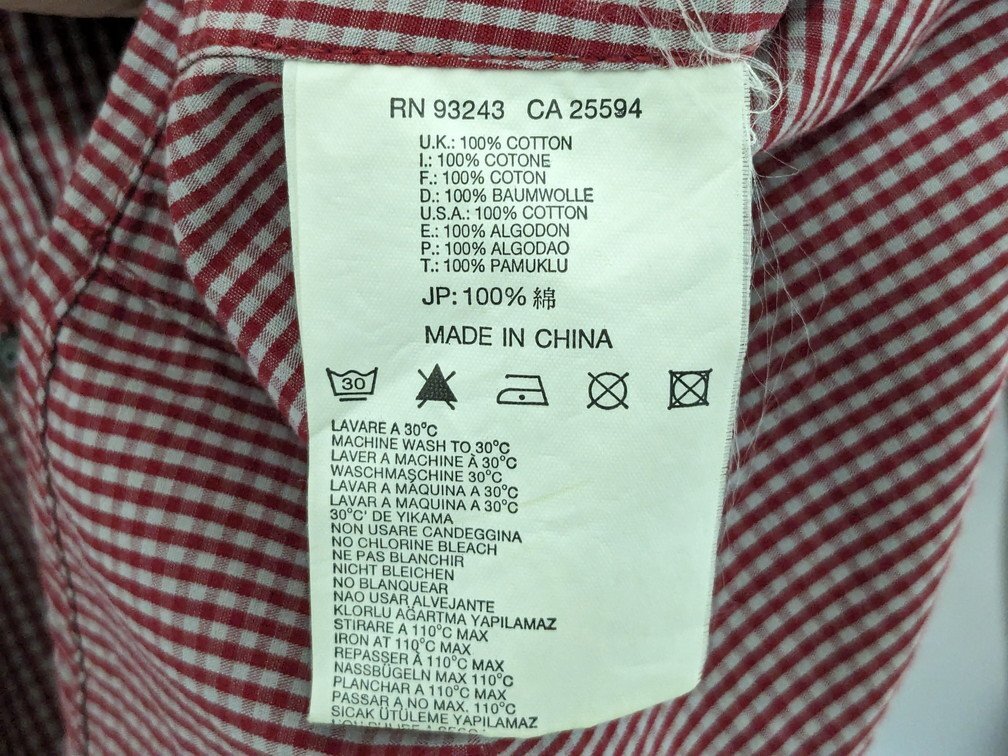 RN 93243 CA 25594
U.K.: 100% COTTON
I.: 100% COTONE
F.: 100% COTON
D.: 100% BAUMWOLLE
U.S.A.: 100% COTTON
E.: 100% ALGODON
P.: 100% ALGODAO
T.: 100% PAMUKLU
JP: 100% 綿
MADE IN CHINA
30
LAVARE A 30°C
MACHINE WASH TO 30°C
LAVER A MACHINE À 30°C
WASCHMASCHINE 30°C
LAVAR A MÁQUINA A 30°C
LAVAR A MAQUINA A 30°C
30°C' DE YIKAMA
NON USARE CANDEGGINA
NO CHLORINE BLEACH
NE PAS BLANCHIR
NICHT BLEICHEN
NO BLANQUEAR
NAO USAR ALVEJANTE
KLORLU AĞARTMA YAPILAMAZ
STIRARE A 110°C MAX
IRON AT 110°C MAX
REPASSER À 110°C MAX
NASSBÜGELN MAX 110°C
PLANCHAR A 110°C MAX
PASSAR A NO MAX. 110°C
SICAK ÜTÜLEME YAPILAMAZ